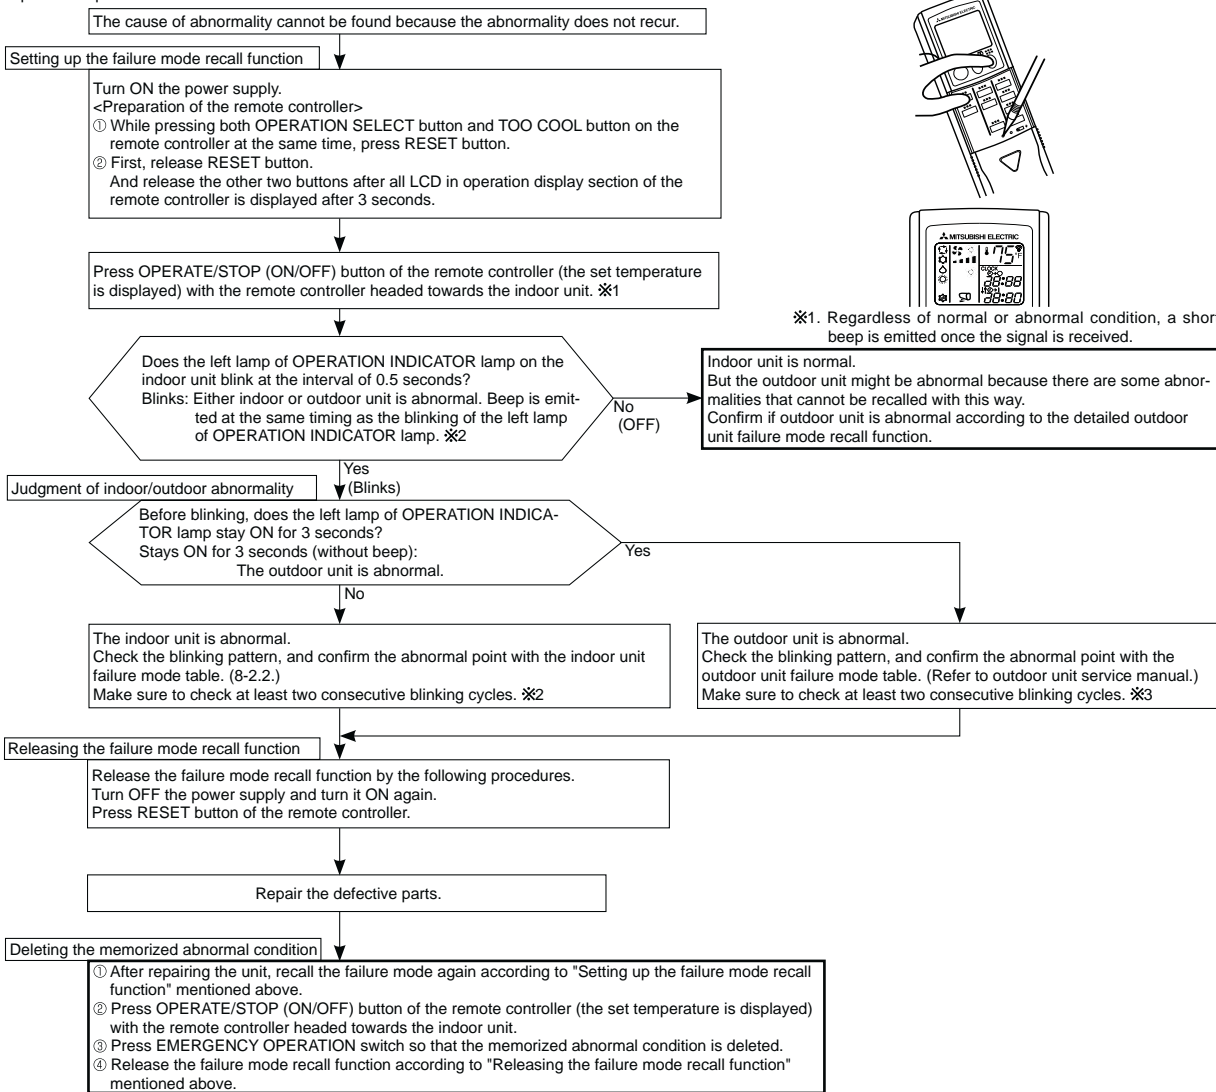 The cause of abnormality cannot be found because the abnormality does not recur.
Setting up the failure mode recall function
Turn ON the power supply.
<Preparation of the remote controller>
① While pressing both OPERATION SELECT button and TOO COOL button on the
remote controller at the same time, press RESET button.
② First, release RESET button.
And release the other two buttons after all LCD in operation display section of the
remote controller is displayed after 3 seconds.
MITSUBISHI ELECTRIC
Press OPERATE/STOP (ON/OFF) button of the remote controller (the set temperature
is displayed) with the remote controller headed towards the indoor unit. ※1
MITSUBISHI ELECTRIC
75°F
CLOCK
88:88
88:80
※1. Regardless of normal or abnormal condition, a shor
beep is emitted once the signal is received.
Does the left lamp of OPERATION INDICATOR lamp on the
indoor unit blink at the interval of 0.5 seconds?
Blinks: Either indoor or outdoor unit is abnormal. Beep is emit-
ted at the same timing as the blinking of the left lamp
of OPERATION INDICATOR lamp. ※2
No
(OFF)
Indoor unit is normal.
But the outdoor unit might be abnormal because there are some abnor-
malities that cannot be recalled with this way.
Confirm if outdoor unit is abnormal according to the detailed outdoor
unit failure mode recall function.
Yes
(Blinks)
Judgment of indoor/outdoor abnormality
Before blinking, does the left lamp of OPERATION INDICA-
TOR lamp stay ON for 3 seconds?
Stays ON for 3 seconds (without beep):
The outdoor unit is abnormal.
Yes
No
The indoor unit is abnormal.
Check the blinking pattern, and confirm the abnormal point with the indoor unit
failure mode table. (8-2.2.)
Make sure to check at least two consecutive blinking cycles. ※2
The outdoor unit is abnormal.
Check the blinking pattern, and confirm the abnormal point with the
outdoor unit failure mode table. (Refer to outdoor unit service manual.)
Make sure to check at least two consecutive blinking cycles. ※3
Releasing the failure mode recall function
Release the failure mode recall function by the following procedures.
Turn OFF the power supply and turn it ON again.
Press RESET button of the remote controller.
Repair the defective parts.
Deleting the memorized abnormal condition
① After repairing the unit, recall the failure mode again according to "Setting up the failure mode recall
function" mentioned above.
② Press OPERATE/STOP (ON/OFF) button of the remote controller (the set temperature is displayed)
with the remote controller headed towards the indoor unit.
③ Press EMERGENCY OPERATION switch so that the memorized abnormal condition is deleted.
④ Release the failure mode recall function according to "Releasing the failure mode recall function"
mentioned above.